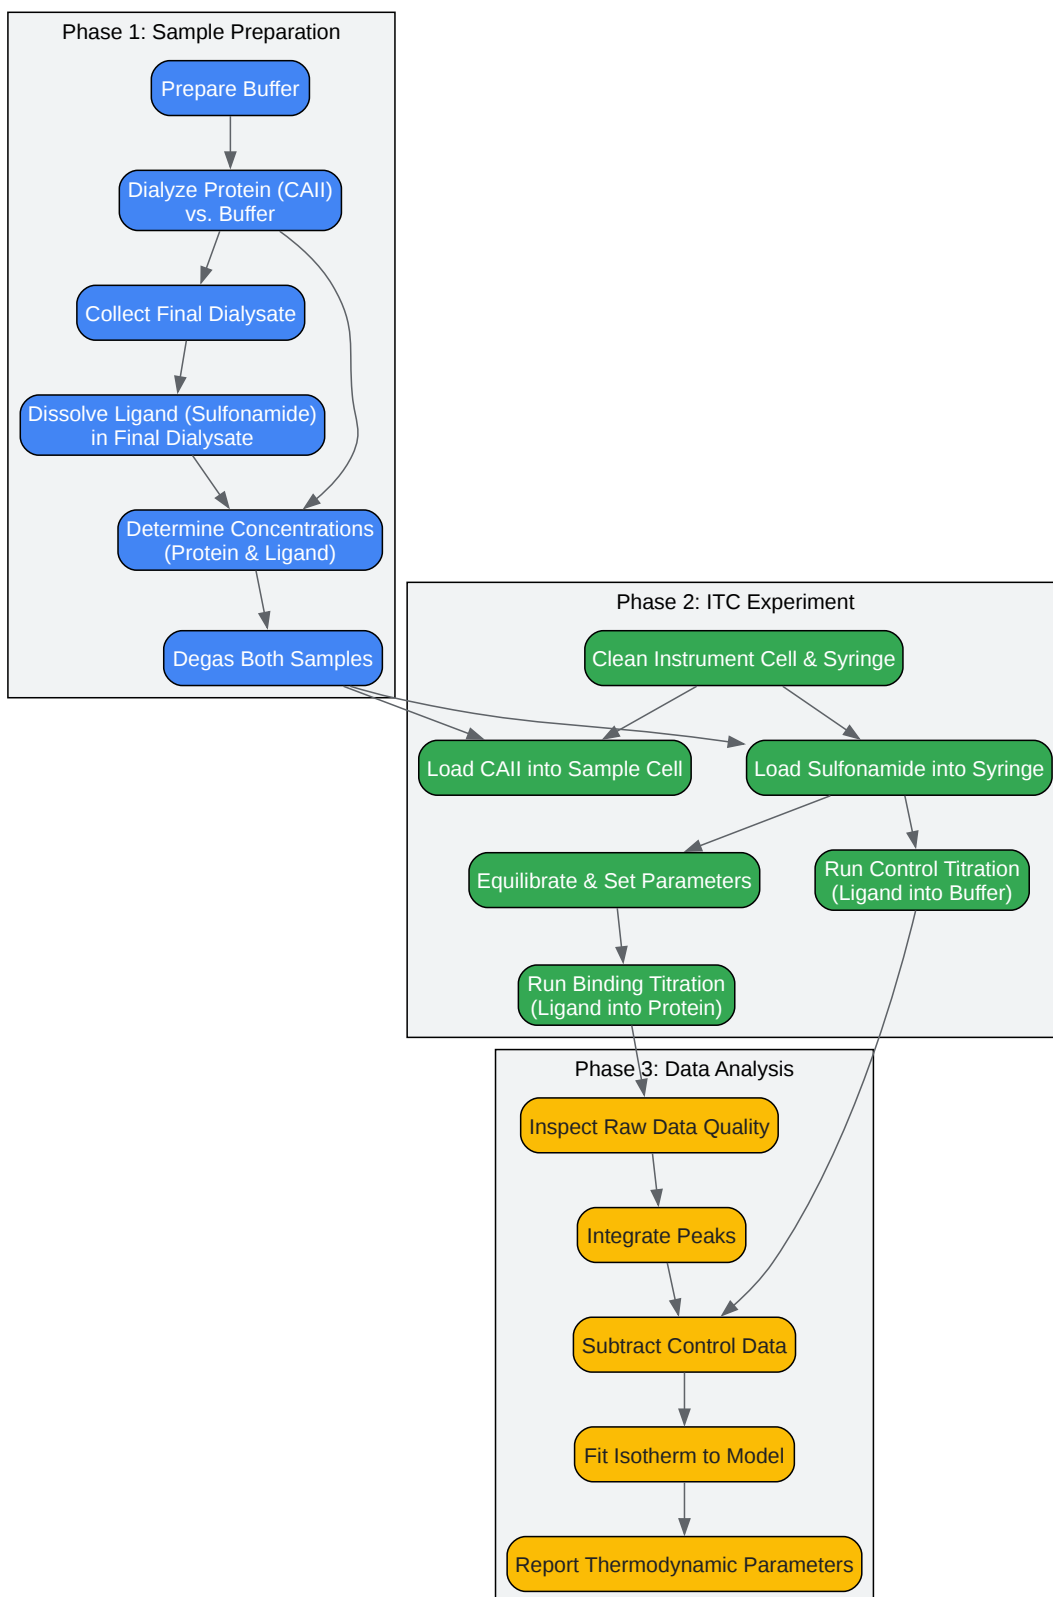 Phase 1: Sample Preparation
Prepare Buffer
Dialyze Protein (CAII)
vs. Buffer
Collect Final Dialysate
Dissolve Ligand (Sulfonamide)
in Final Dialysate
Determine Concentrations
(Protein & Ligand)
Degas Both Samples
Phase 2: ITC Experiment
Clean Instrument Cell & Syringe
Load CAII into Sample Cell
Load Sulfonamide into Syringe
Equilibrate & Set Parameters
Run Control Titration
(Ligand into Buffer)
Run Binding Titration
(Ligand into Protein)
Phase 3: Data Analysis
Inspect Raw Data Quality
Integrate Peaks
Subtract Control Data
Fit Isotherm to Model
Report Thermodynamic Parameters